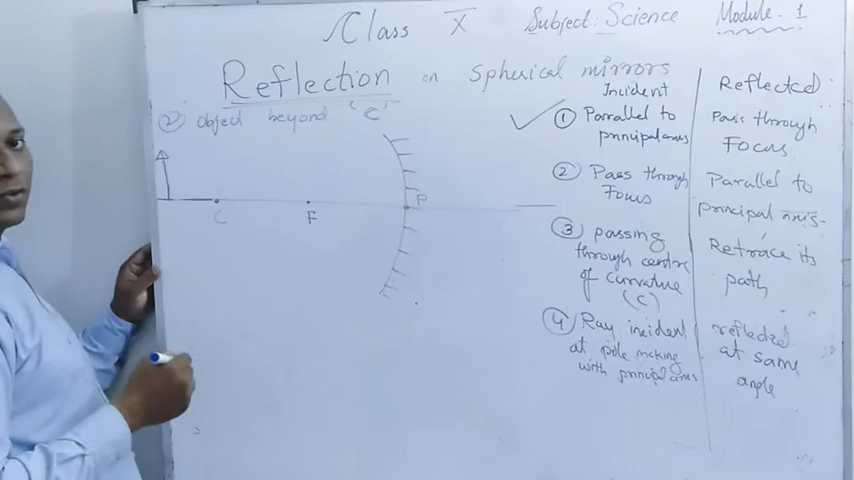 Class X Subject: Science Module - 1
Reflection on Spherical mirrors
② object beyond 'C'
C
F
P
Incident
① Parallel to
principal axis
② Pass through
Focus
③ passing
through centre
of curvature
(C)
④ Ray incident
at pole making
with principal axis
Reflected
Pass through
Focus
Parallel to
principal axis
Retrace its
path
reflected
at same
angle